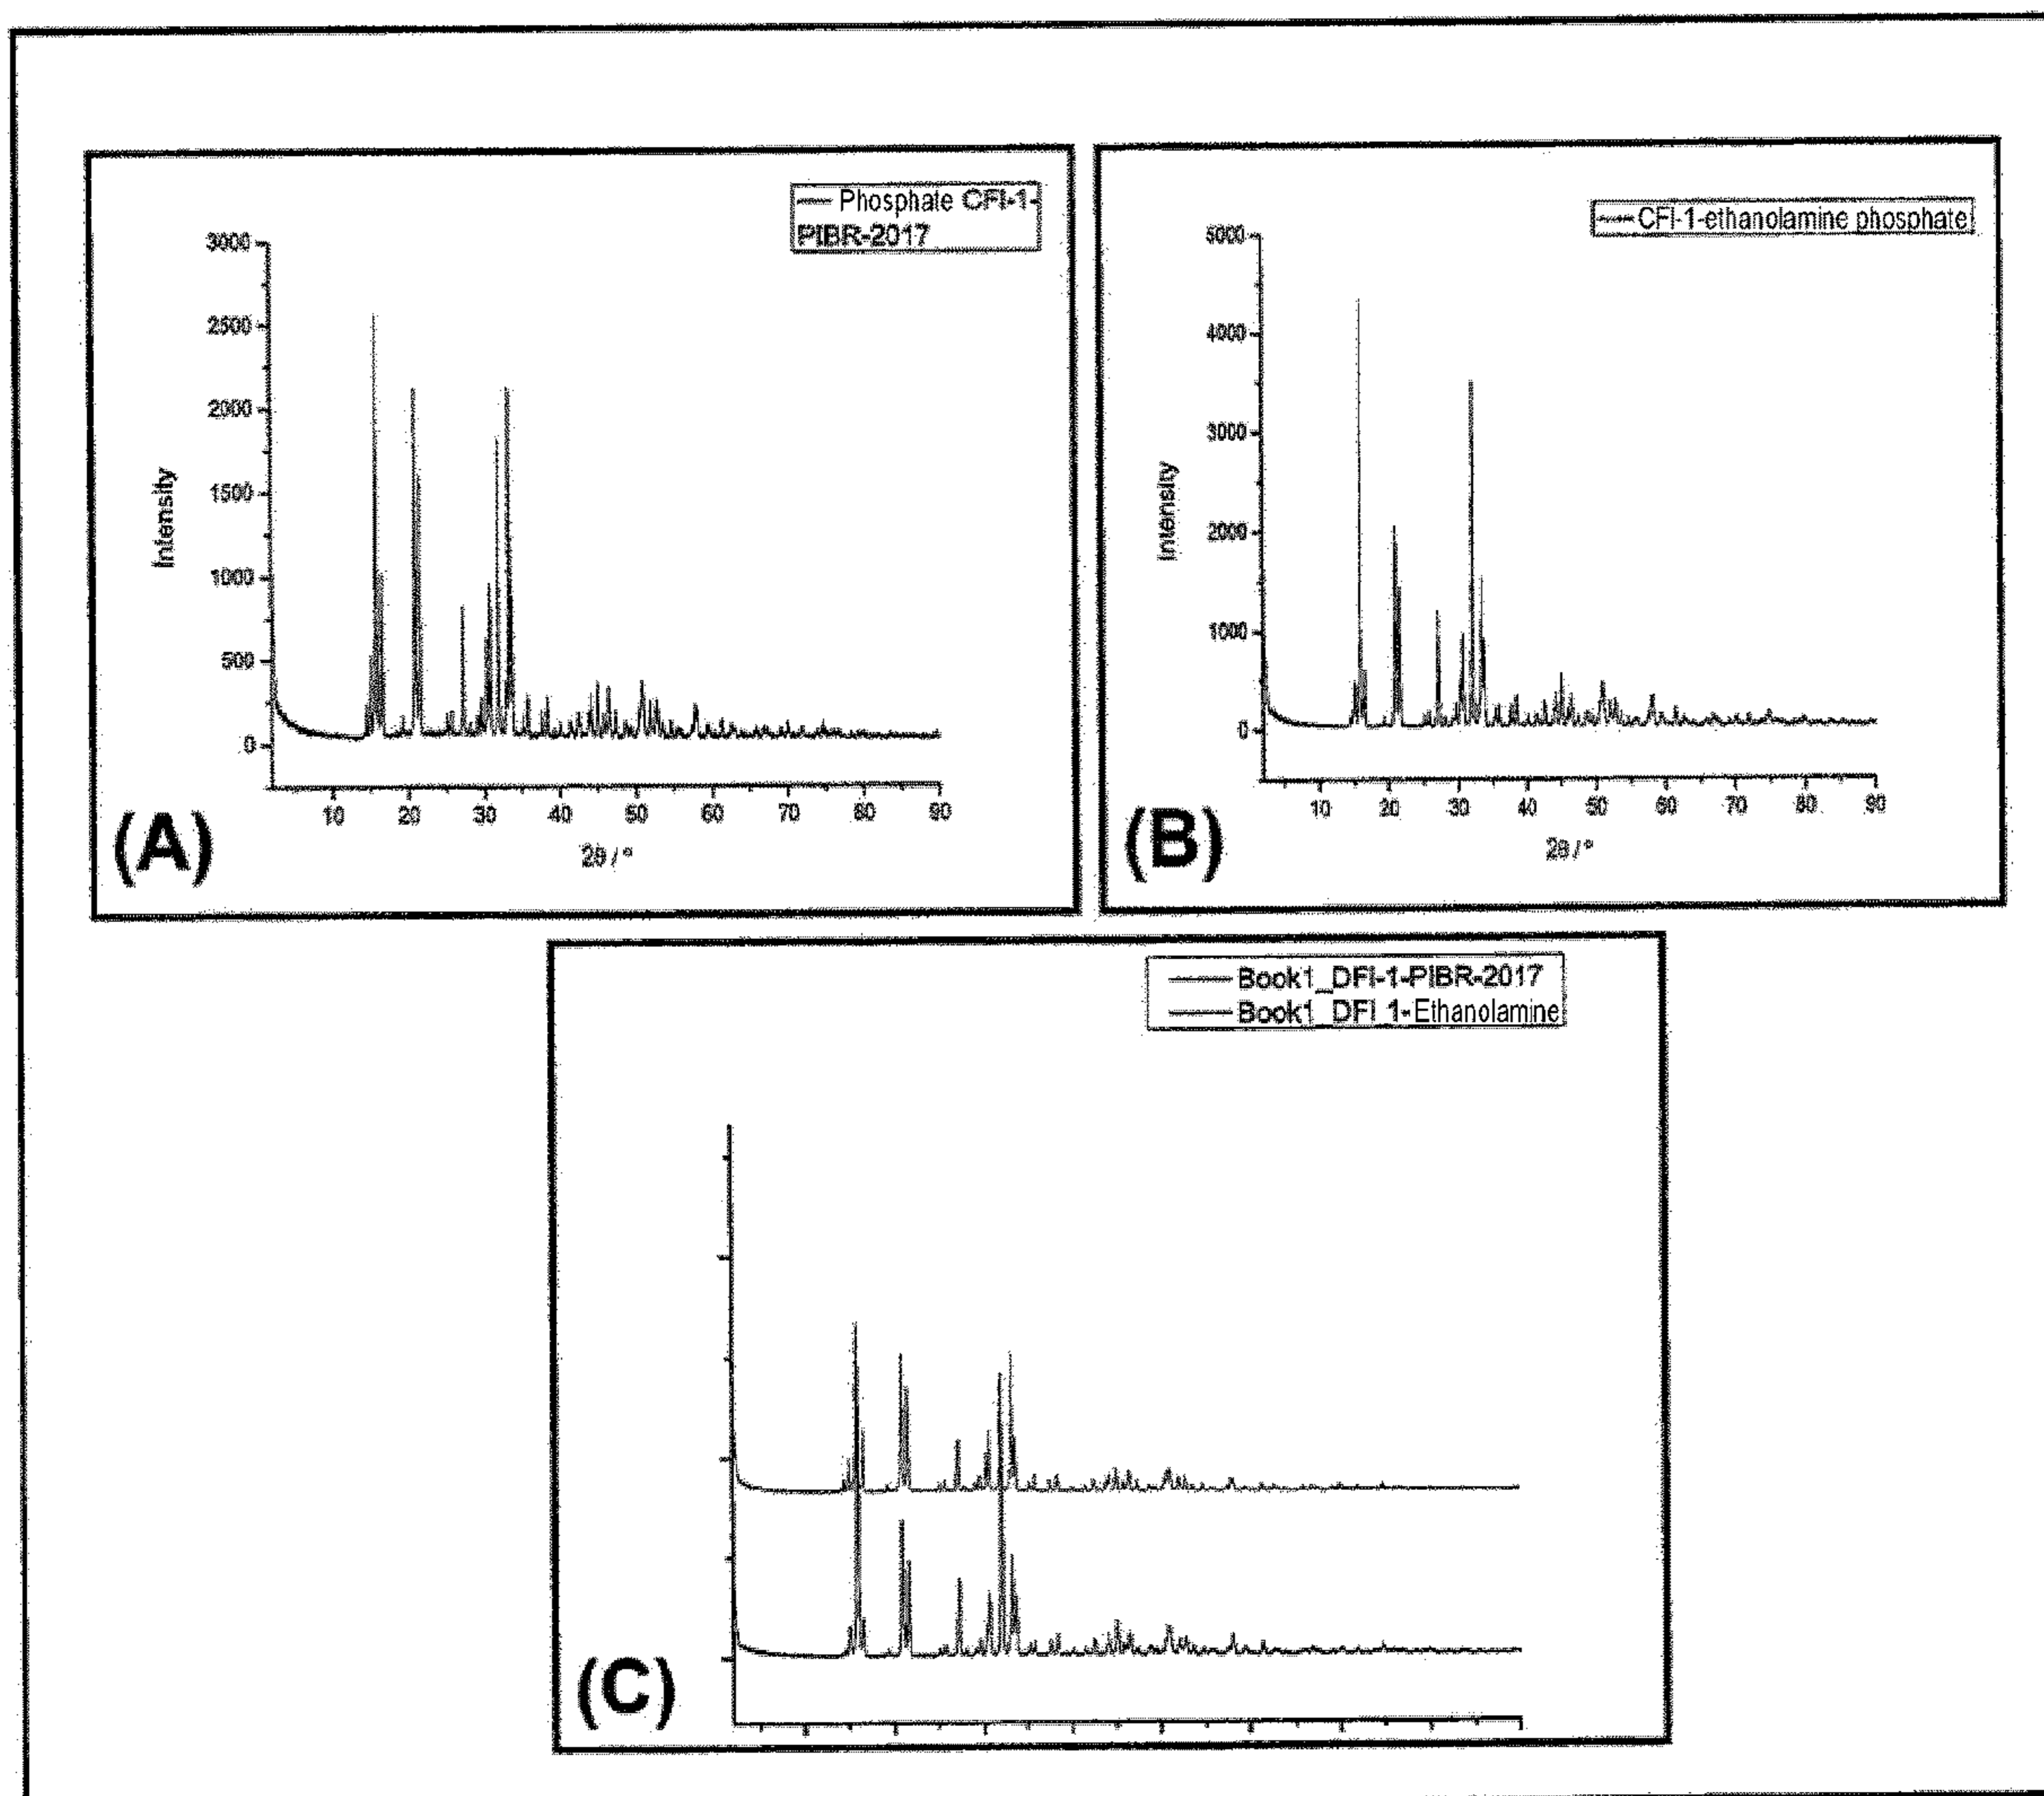 Phosphate CFI-1-
PIBR-2017
3000
2500
2000
1500
1000
500
0
Intensity
10 20 30 40 50 60 70 80 90
2θ / °
(A)
CFI-1-ethanolamine phosphate
5000
4000
3000
2000
1000
0
Intensity
10 20 30 40 50 60 70 80 90
2θ / °
(B)
Book1_DFI-1-PIBR-2017
Book1_DFI 1-Ethanolamine
(C)